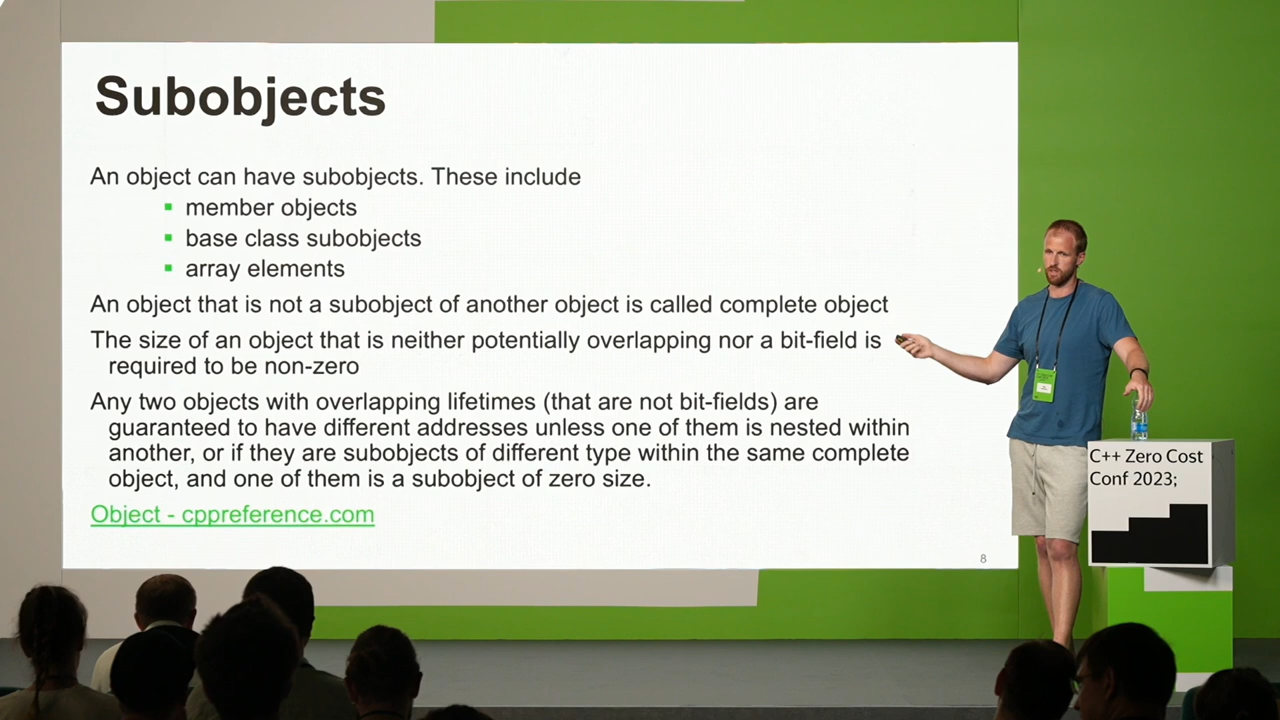 Subobjects
An object can have subobjects. These include
▪ member objects
▪ base class subobjects
▪ array elements
An object that is not a subobject of another object is called complete object
The size of an object that is neither potentially overlapping nor a bit-field is
required to be non-zero
Any two objects with overlapping lifetimes (that are not bit-fields) are
guaranteed to have different addresses unless one of them is nested within
another, or if they are subobjects of different type within the same complete
object, and one of them is a subobject of zero size.
Object - cppreference.com
8
C++ Zero Cost
Conf 2023;